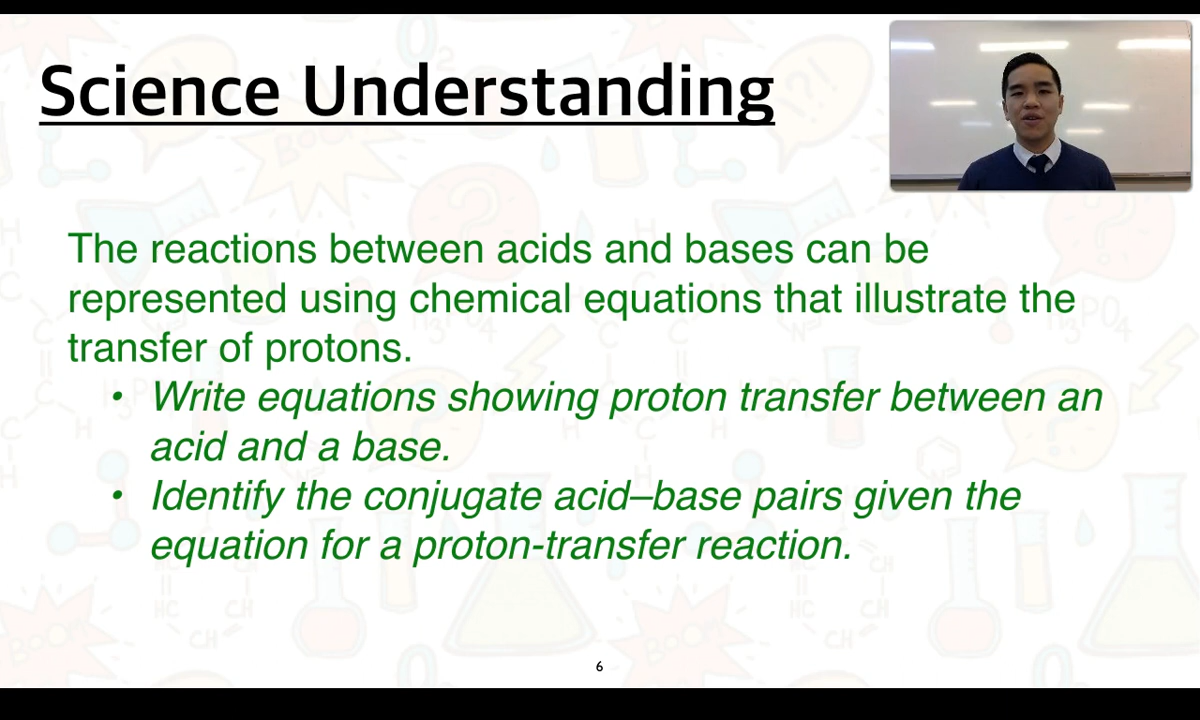 Science Understanding
The reactions between acids and bases can be
represented using chemical equations that illustrate the
transfer of protons.
• Write equations showing proton transfer between an
acid and a base.
• Identify the conjugate acid–base pairs given the
equation for a proton-transfer reaction.
6